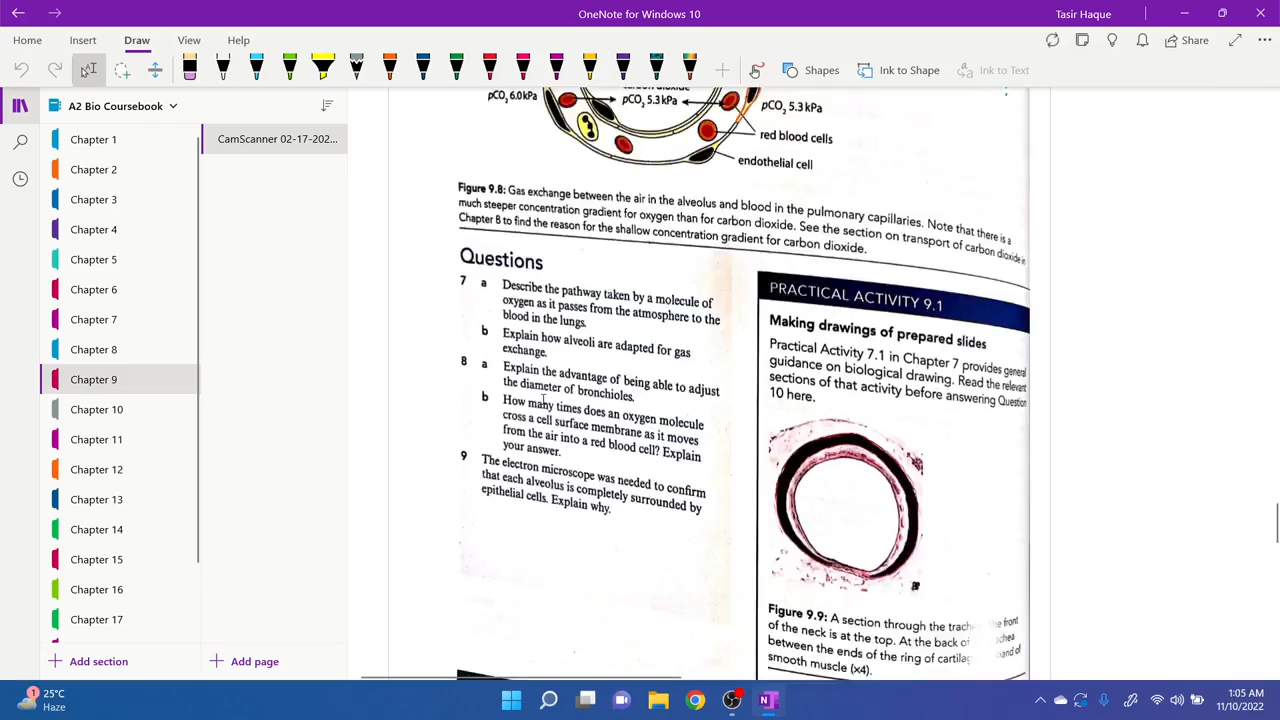 OneNote for Windows 10
Tasir Haque
Home
Insert
Draw
View
Help
Share
Shapes
Ink to Shape
Ink to Text
A2 Bio Coursebook
CamScanner 02-17-202...
Chapter 1
Chapter 2
Chapter 3
Chapter 4
Chapter 5
Chapter 6
Chapter 7
Chapter 8
Chapter 9
Chapter 10
Chapter 11
Chapter 12
Chapter 13
Chapter 14
Chapter 15
Chapter 16
Chapter 17
Add section
Add page
pCO2 6.0 kPa
carbon dioxide
pCO2 5.3 kPa
pCO2 5.3 kPa
red blood cells
endothelial cell
Figure 9.8: Gas exchange between the air in the alveolus and blood in the pulmonary capillaries. Note that there is a
much steeper concentration gradient for oxygen than for carbon dioxide. See the section on transport of carbon dioxide in
Chapter 8 to find the reason for the shallow concentration gradient for carbon dioxide.
Questions
7 a Describe the pathway taken by a molecule of
oxygen as it passes from the atmosphere to the
blood in the lungs.
b Explain how alveoli are adapted for gas
exchange.
8 a Explain the advantage of being able to adjust
the diameter of bronchioles.
b How many times does an oxygen molecule
cross a cell surface membrane as it moves
from the air into a red blood cell? Explain
your answer.
9 The electron microscope was needed to confirm
that each alveolus is completely surrounded by
epithelial cells. Explain why.
PRACTICAL ACTIVITY 9.1
Making drawings of prepared slides
Practical Activity 7.1 in Chapter 7 provides general
guidance on biological drawing. Read the relevant
sections of that activity before answering Question
10 here.
Figure 9.9: A section through the front
of the neck is at the top. At the back of
between the ends of the ring of of
smooth muscle (×4).
1
25°C
Haze
1:05 AM
11/10/2022